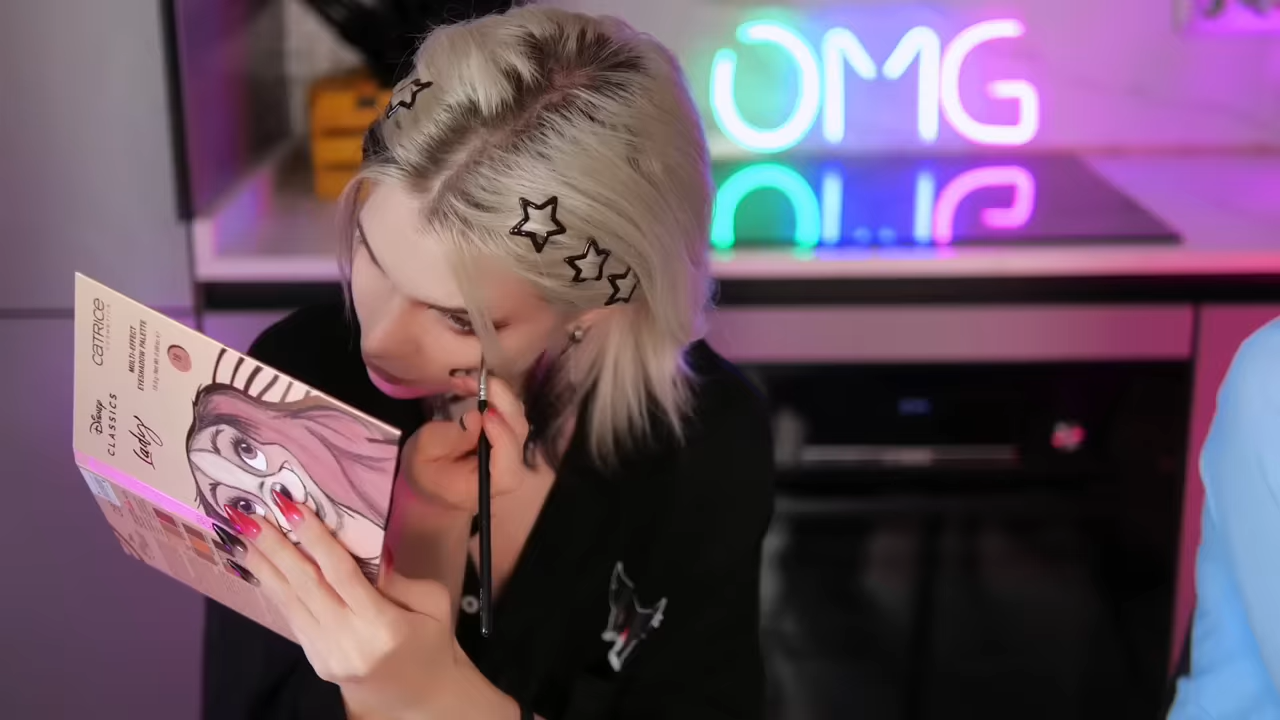 OMG
CATRICE
COSMETICS
MULTI-EFFECT
EYESHADOW PALETTE
Disney
CLASSICS
Lady